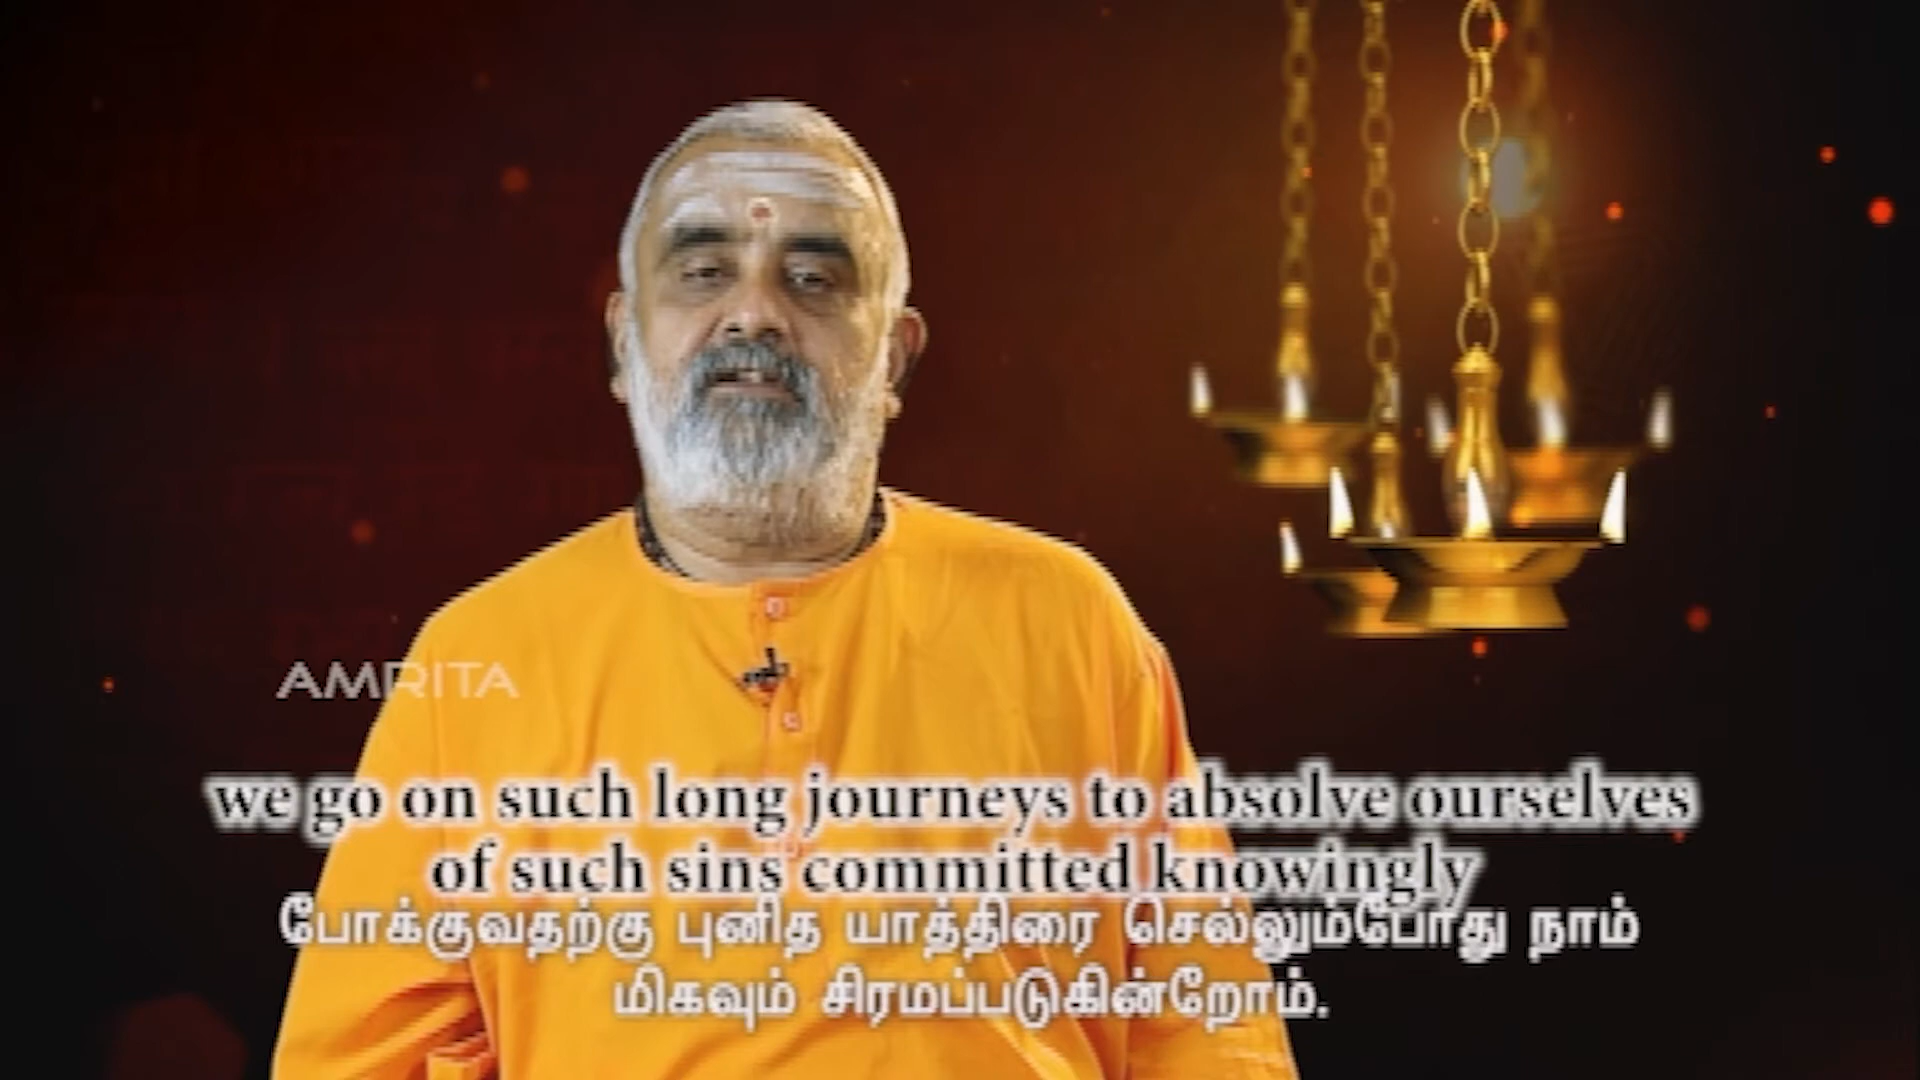 AMRITA
we go on such long journeys to absolve ourselves
of such sins committed knowingly
போக்குவதற்கு புனித யாத்திரை செல்லும்போது நாம்
மிகவும் சிரமப்படுகின்றோம்.